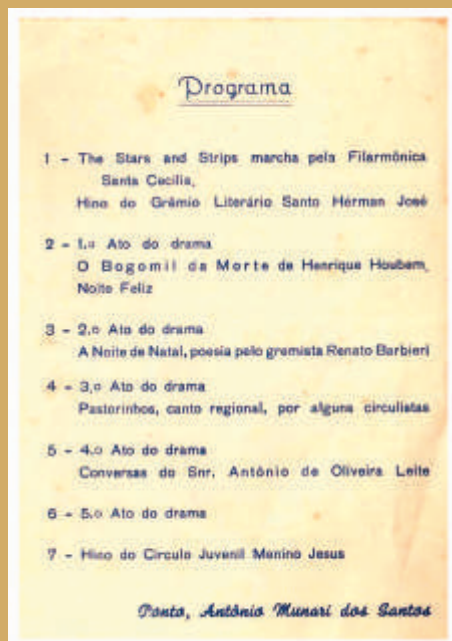 Programa
1 - The Stars and Strips marcha pela Filarmônica
Santa Cecília,
Hino do Grêmio Literário Santo Herman José
2 - 1.o Ato do drama
O Bogomil da Morte de Henrique Houbem,
Noite Feliz
3 - 2.o Ato do drama
A Noite de Natal, poesia pelo gremista Renato Barbieri
4 - 3.o Ato do drama
Pastorinhos, canto regional, por alguns circulistas
5 - 4.o Ato do drama
Conversas do Snr. Antônio de Oliveira Leite
6 - 5.o Ato do drama
7 - Hino do Circulo Juvenil Menino Jesus
Ponto, Antônio Munari dos Santos